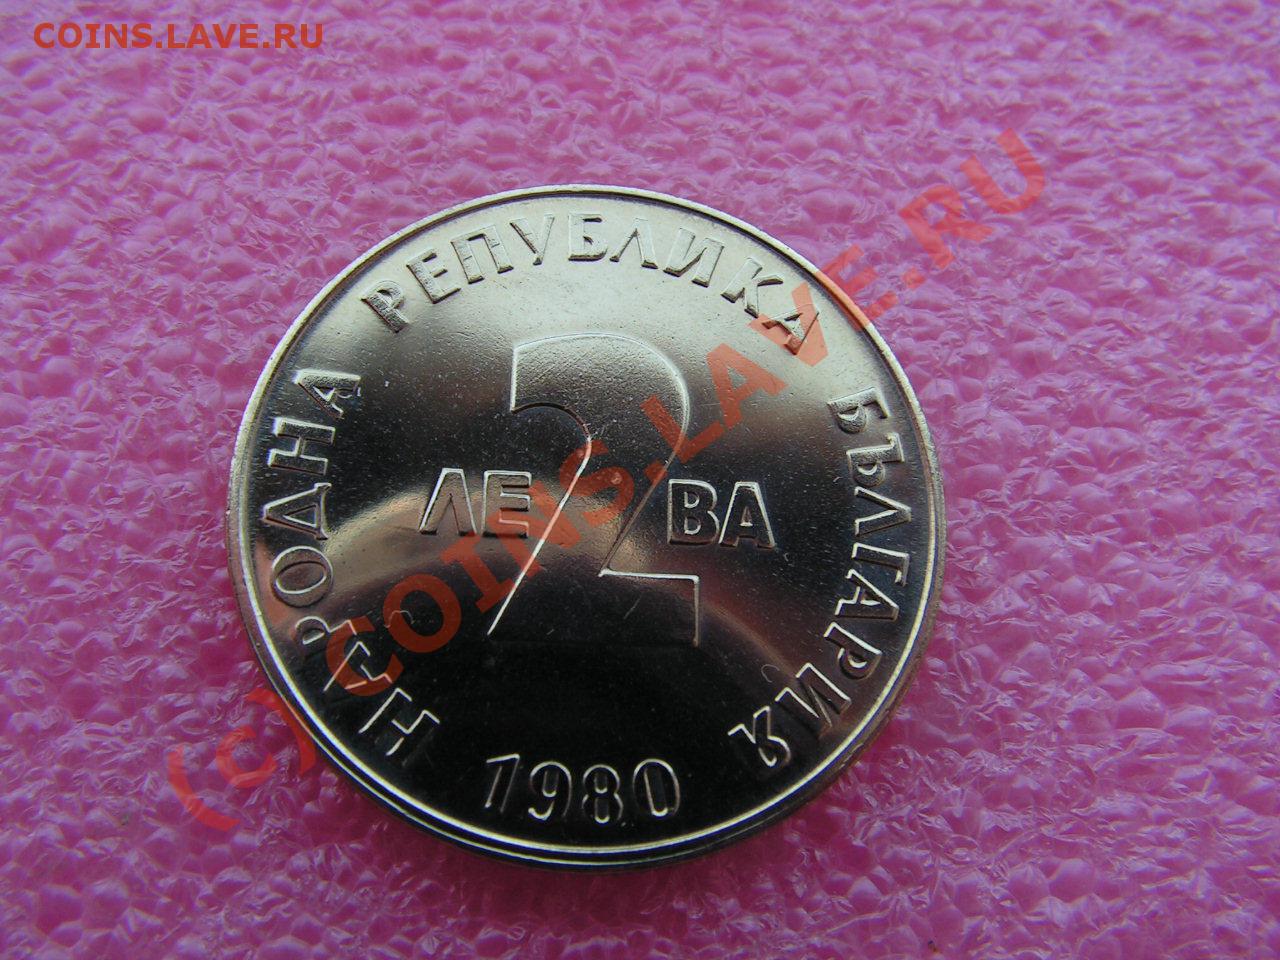 COINS.LAVE.RU
НАРОДНА РЕПУБЛИКА БЪЛГАРИЯ
2
ЛЕВА
1980
(c) COINS.LAVE.RU